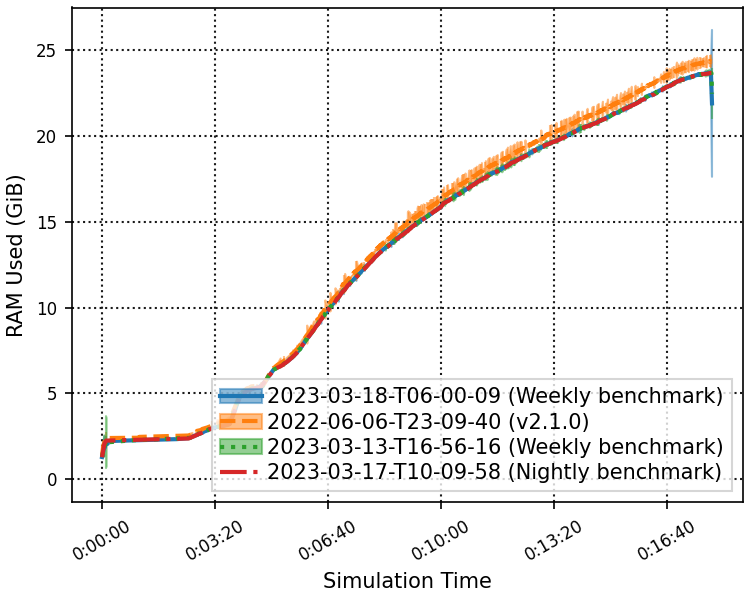 25
20
15
10
5
0
RAM Used (GiB)
2023-03-18-T06-00-09 (Weekly benchmark)
2022-06-06-T23-09-40 (v2.1.0)
2023-03-13-T16-56-16 (Weekly benchmark)
2023-03-17-T10-09-58 (Nightly benchmark)
0:00:00
0:03:20
0:06:40
0:10:00
0:13:20
0:16:40
Simulation Time